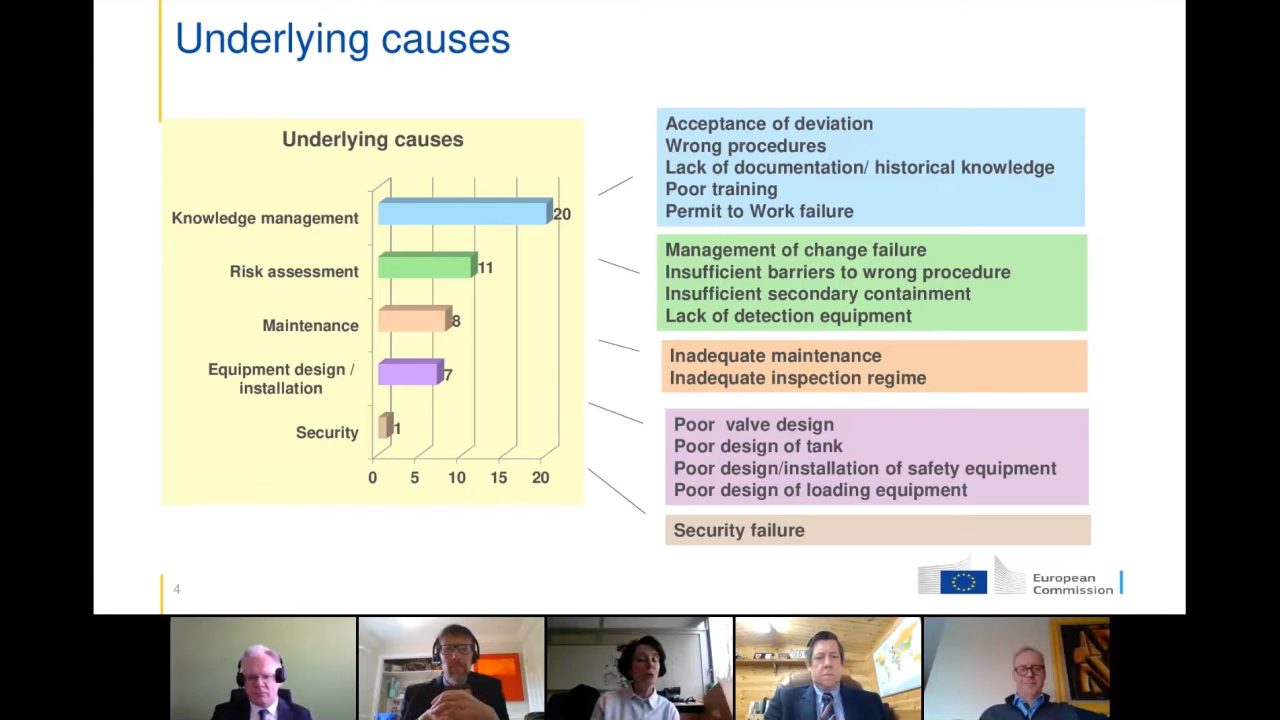 Underlying causes
Underlying causes
Knowledge management
20
Risk assessment
11
Maintenance
8
Equipment design /
installation
7
Security
1
0 5 10 15 20
Acceptance of deviation
Wrong procedures
Lack of documentation/ historical knowledge
Poor training
Permit to Work failure
Management of change failure
Insufficient barriers to wrong procedure
Insufficient secondary containment
Lack of detection equipment
Inadequate maintenance
Inadequate inspection regime
Poor valve design
Poor design of tank
Poor design/installation of safety equipment
Poor design of loading equipment
Security failure
4
European
Commission